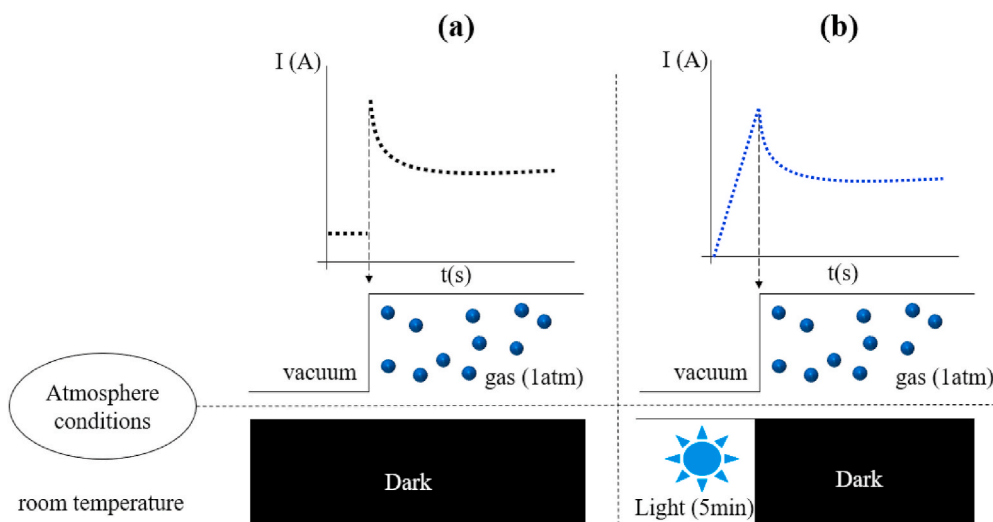 (a)
I (A)
t(s)
vacuum
gas (1atm)
(b)
I (A)
t(s)
vacuum
gas (1atm)
Atmosphere
conditions
room temperature
Dark
Light (5min)
Dark